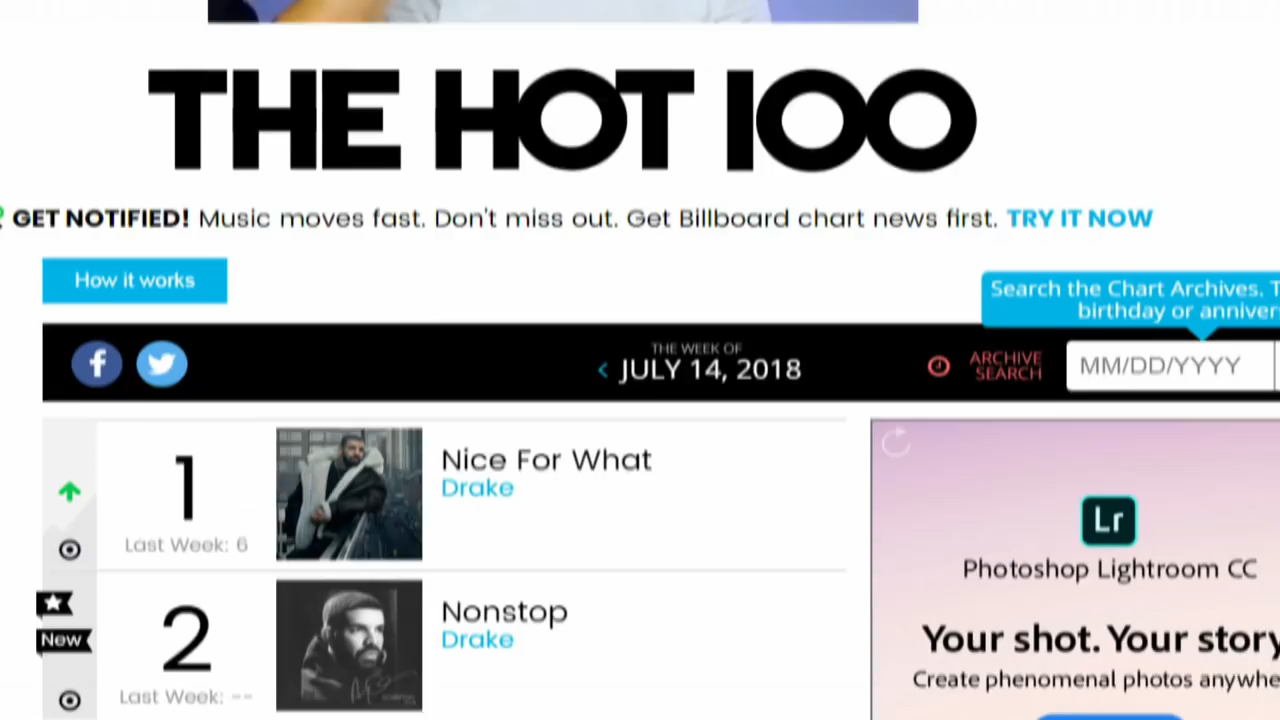 THE HOT 100
GET NOTIFIED! Music moves fast. Don't miss out. Get Billboard chart news first. TRY IT NOW
How it works
Search the Chart Archives. T
birthday or anniver
THE WEEK OF
< JULY 14, 2018
ARCHIVE
SEARCH
MM/DD/YYYY
1
Last Week: 6
Nice For What
Drake
New
2
Last Week: --
Nonstop
Drake
Lr
Photoshop Lightroom CC
Your shot. Your story
Create phenomenal photos anywhe